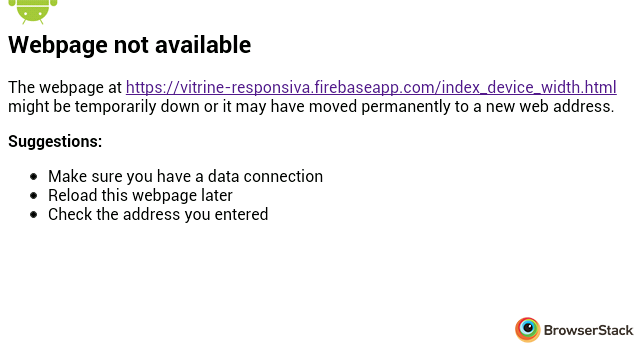 Webpage not available
The webpage at https://vitrine-responsiva.firebaseapp.com/index_device_width.html
might be temporarily down or it may have moved permanently to a new web address.
Suggestions:
Make sure you have a data connection
Reload this webpage later
Check the address you entered
BrowserStack